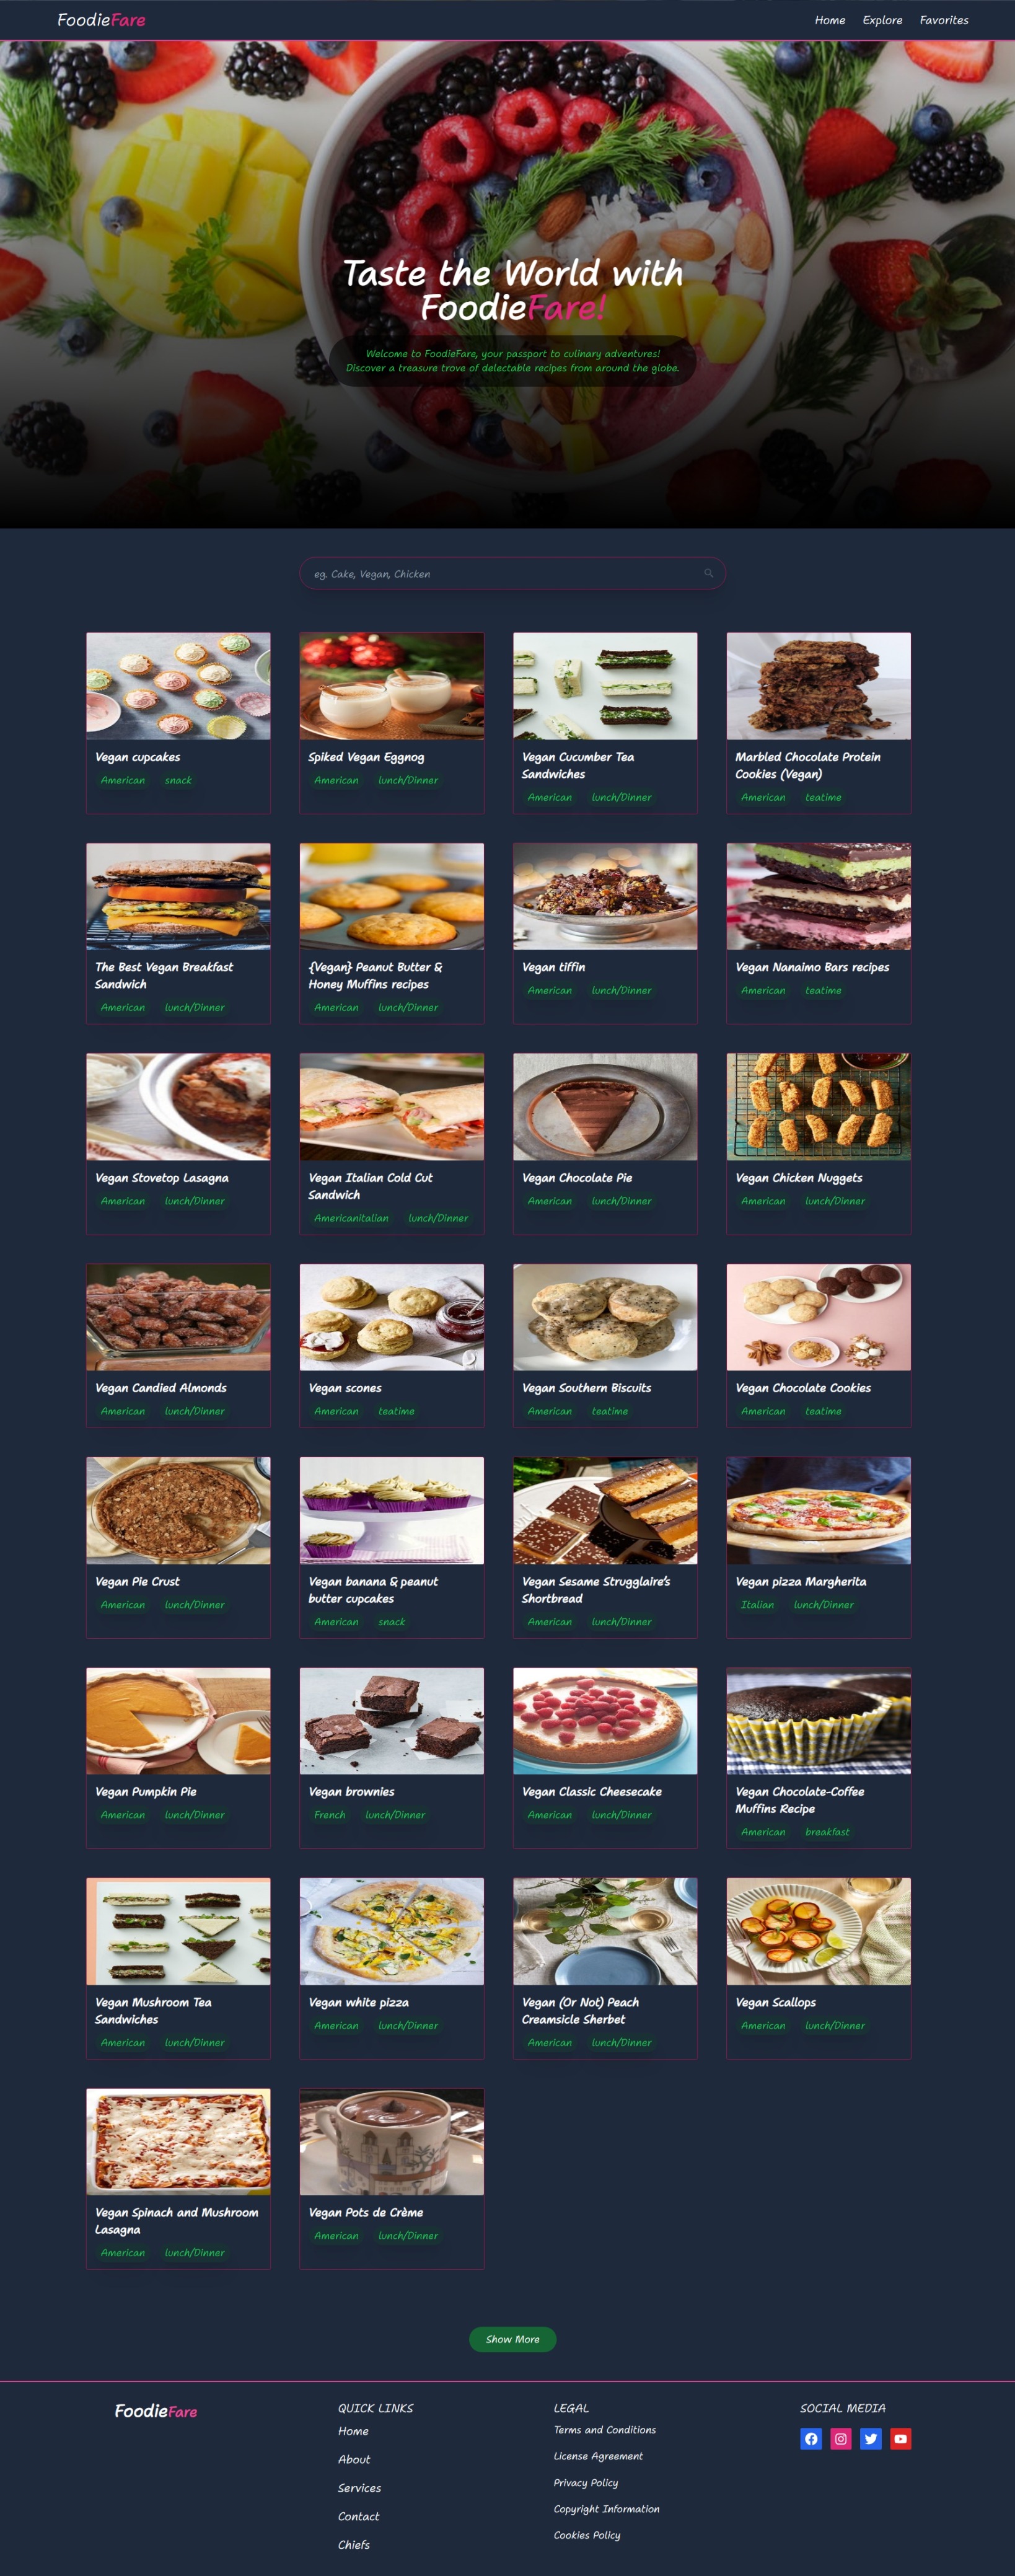 FoodieFare
Home Explore Favorites
Taste the World with
FoodieFare!
Welcome to FoodieFare, your passport to culinary adventures!
Discover a treasure trove of delectable recipes from around the globe.
eg. Cake, Vegan, Chicken
Vegan cupcakes
American snack
Spiked Vegan Eggnog
American lunch/Dinner
Vegan Cucumber Tea
Sandwiches
American lunch/Dinner
Marbled Chocolate Protein
Cookies (Vegan)
American teatime
The Best Vegan Breakfast
Sandwich
American lunch/Dinner
{Vegan} Peanut Butter &
Honey Muffins recipes
American lunch/Dinner
Vegan tiffin
American lunch/Dinner
Vegan Nanaimo Bars recipes
American teatime
Vegan Stovetop Lasagna
American lunch/Dinner
Vegan Italian Cold Cut
Sandwich
Americanitalian lunch/Dinner
Vegan Chocolate Pie
American lunch/Dinner
Vegan Chicken Nuggets
American lunch/Dinner
Vegan Candied Almonds
American lunch/Dinner
Vegan scones
American teatime
Vegan Southern Biscuits
American teatime
Vegan Chocolate Cookies
American teatime
Vegan Pie Crust
American lunch/Dinner
Vegan banana & peanut
butter cupcakes
American snack
Vegan Sesame Strugglaire's
Shortbread
American lunch/Dinner
Vegan pizza Margherita
Italian lunch/Dinner
Vegan Pumpkin Pie
American lunch/Dinner
Vegan brownies
French lunch/Dinner
Vegan Classic Cheesecake
American lunch/Dinner
Vegan Chocolate-Coffee
Muffins Recipe
American breakfast
Vegan Mushroom Tea
Sandwiches
American lunch/Dinner
Vegan white pizza
American lunch/Dinner
Vegan (Or Not) Peach
Creamsicle Sherbet
American lunch/Dinner
Vegan Scallops
American lunch/Dinner
Vegan Spinach and Mushroom
Lasagna
American lunch/Dinner
Vegan Pots de Crème
American lunch/Dinner
Show More
FoodieFare
QUICK LINKS
Home
About
Services
Contact
Chiefs
LEGAL
Terms and Conditions
License Agreement
Privacy Policy
Copyright Information
Cookies Policy
SOCIAL MEDIA